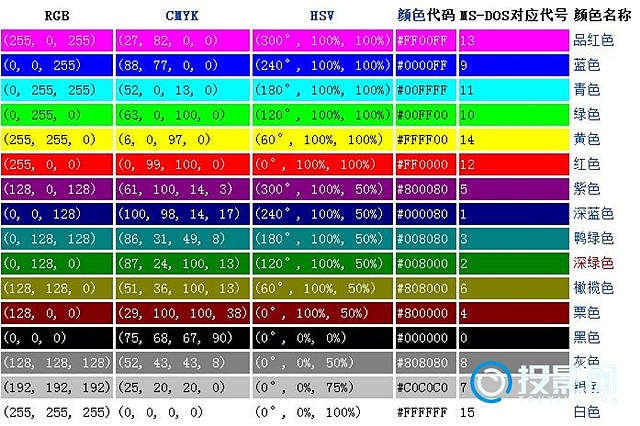 RGB CMYK HSV 颜色代码 MS-DOS对应代号 颜色名称
(255, 0, 255) (27, 82, 0, 0) (300°, 100%, 100%) #FF00FF 13 品红色
(0, 0, 255) (88, 77, 0, 0) (240°, 100%, 100%) #0000FF 9 蓝色
(0, 255, 255) (52, 0, 13, 0) (180°, 100%, 100%) #00FFFF 11 青色
(0, 255, 0) (63, 0, 100, 0) (120°, 100%, 100%) #00FF00 10 绿色
(255, 255, 0) (6, 0, 97, 0) (60°, 100%, 100%) #FFFF00 14 黄色
(255, 0, 0) (0, 99, 100, 0) (0°, 100%, 100%) #FF0000 12 红色
(128, 0, 128) (61, 100, 14, 3) (300°, 100%, 50%) #800080 5 紫色
(0, 0, 128) (100, 98, 14, 17) (240°, 100%, 50%) #000080 1 深蓝色
(0, 128, 128) (86, 31, 49, 8) (180°, 100%, 50%) #008080 3 鸭绿色
(0, 128, 0) (87, 24, 100, 13) (120°, 100%, 50%) #008000 2 深绿色
(128, 128, 0) (51, 36, 100, 13) (60°, 100%, 50%) #808000 6 橄榄色
(128, 0, 0) (29, 100, 100, 38) (0°, 100%, 50%) #800000 4 栗色
(0, 0, 0) (75, 68, 67, 90) (0°, 0%, 0%) #000000 0 黑色
(128, 128, 128) (52, 43, 43, 8) (0°, 0%, 50%) #808080 8 灰色
(192, 192, 192) (25, 20, 20, 0) (0°, 0%, 75%) #C0C0C0 7 银色
(255, 255, 255) (0, 0, 0, 0) (0°, 0%, 100%) #FFFFFF 15 白色
投影网